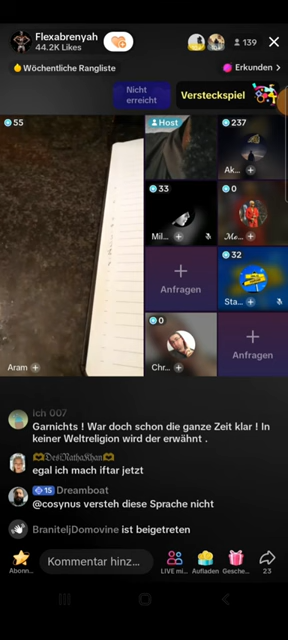 Flexabrenyah
44.2K Likes
139
Wöchentliche Rangliste
Erkunden >
Nicht erreicht
Versteckspiel
55
Host
237
Ak...
33
Mil...
0
Me...
Anfragen
32
Sta...
Aram
0
Chr...
Anfragen
ich 007
Garnichts ! War doch schon die ganze Zeit klar ! In
keiner Weltreligion wird der erwähnt .
DesiRathaKhan
egal ich mach iftar jetzt
15 Dreamboat
@cosynus versteh diese Sprache nicht
BraniteljDomovine ist beigetreten
Kommentar hinz...
Abonn...
LIVE mi...
Aufladen
Gesche...
23